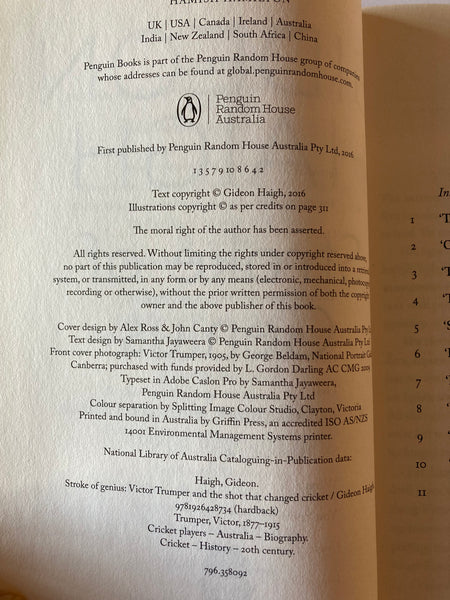 HAMISH HAMILTON
UK | USA | Canada | Ireland | Australia
India | New Zealand | South Africa | China
Penguin Books is part of the Penguin Random House group of companies
whose addresses can be found at global.penguinrandomhouse.com.
Penguin
Random House
Australia
First published by Penguin Random House Australia Pty Ltd, 2016
1 3 5 7 9 10 8 6 4 2
Text copyright © Gideon Haigh, 2016
Illustrations copyright © as per credits on page 311
The moral right of the author has been asserted.
All rights reserved. Without limiting the rights under copyright reserved above,
no part of this publication may be reproduced, stored in or introduced into a
system, or transmitted, in any form or by any means (electronic, mechanical,
recording or otherwise), without the prior written permission of both the
owner and the above publisher of this book.
Cover design by Alex Ross & John Canty © Penguin Random House Australia Pty
Text design by Samantha Jayaweera © Penguin Random House Australia Pty
Front cover photograph: Victor Trumper, 1905, by George Beldam, National Portrait
Canberra; purchased with funds provided by L. Gordon Darling AC CMG 2009
Typeset in Adobe Caslon Pro by Samantha Jayaweera,
Penguin Random House Australia Pty Ltd
Colour separation by Splitting Image Colour Studio, Clayton, Victoria
Printed and bound in Australia by Griffin Press, an accredited ISO AS/NZS
14001 Environmental Management Systems printer.
National Library of Australia Cataloguing-in-Publication data:
Haigh, Gideon.
Stroke of genius: Victor Trumper and the shot that changed cricket / Gideon Haigh
9781926428734 (hardback)
Trumper, Victor, 1877–1915
Cricket players – Australia – Biography.
Cricket – History – 20th century.
796.358092
1
2
3
4
5
6
7
8
9
10
11